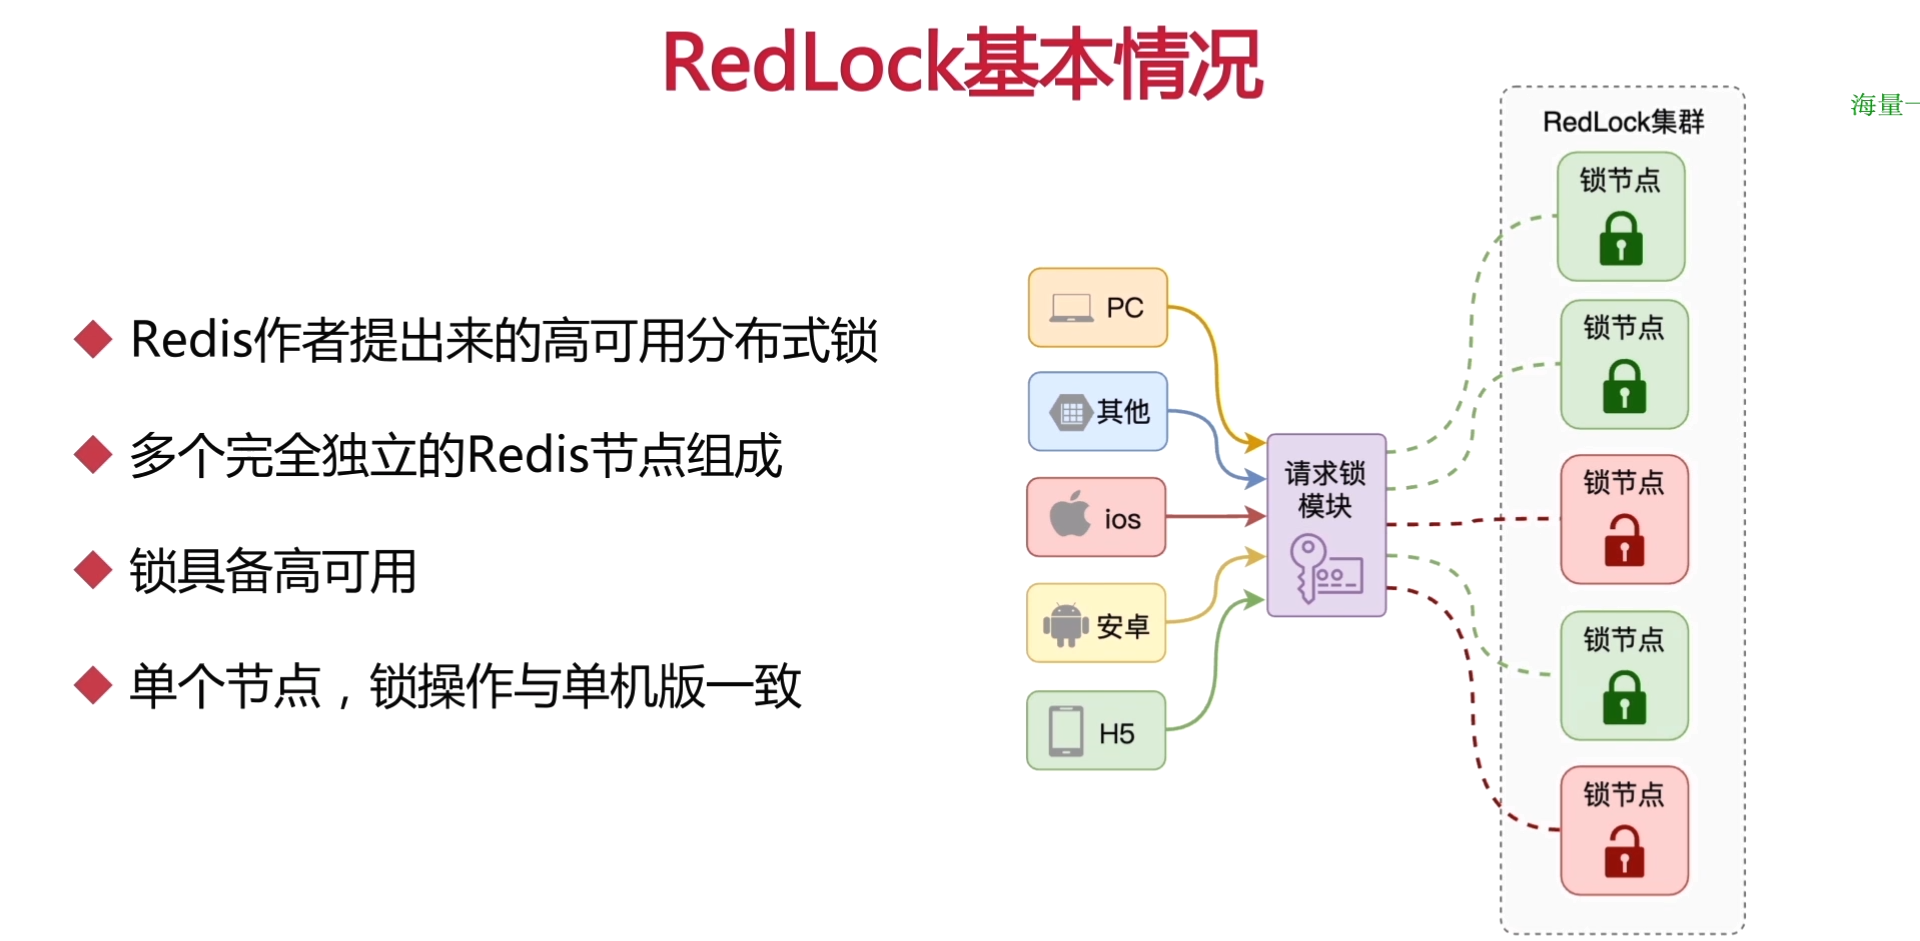 RedLock基本情况
海量一
Redis作者提出来的高可用分布式锁
多个完全独立的Redis节点组成
锁具备高可用
单个节点，锁操作与单机版一致
PC
其他
ios
安卓
H5
请求锁
模块
RedLock集群
锁节点
锁节点
锁节点
锁节点
锁节点